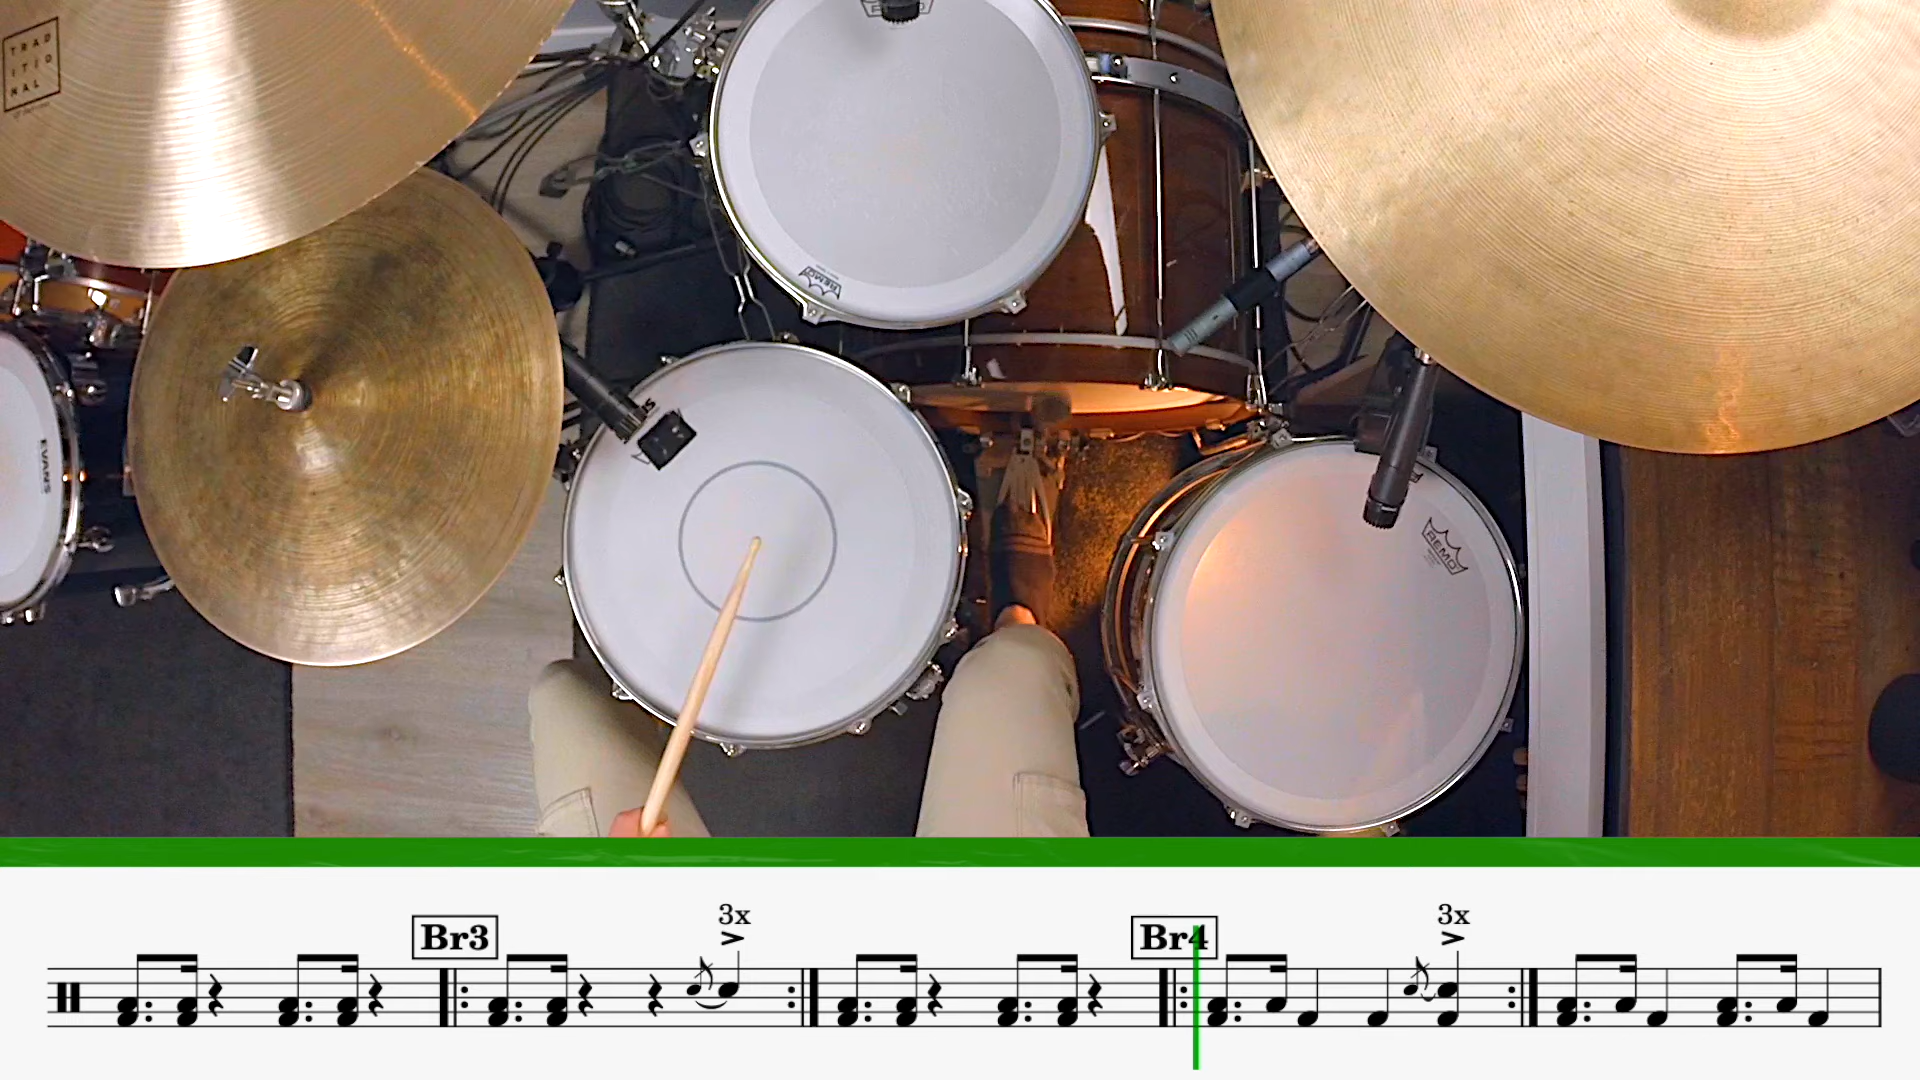 TRAD
ITIO
NAL
REMO
EVANS
REMO
3x
3x
Br3
Br4